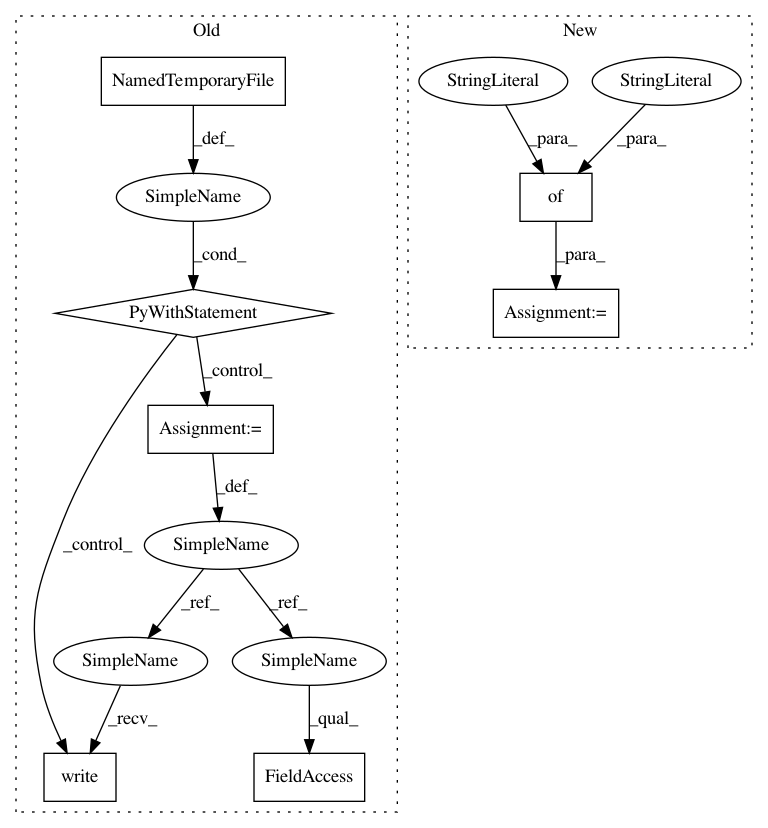 Old
New
NamedTemporaryFile
StringLiteral
StringLiteral
_def_
_para_
_para_
SimpleName
of
_cond_
_para_
PyWithStatement
Assignment:=
_control_
Assignment:=
_def_
_control_
SimpleName
_ref_
_ref_
SimpleName
SimpleName
_recv_
_qual_
write
FieldAccess